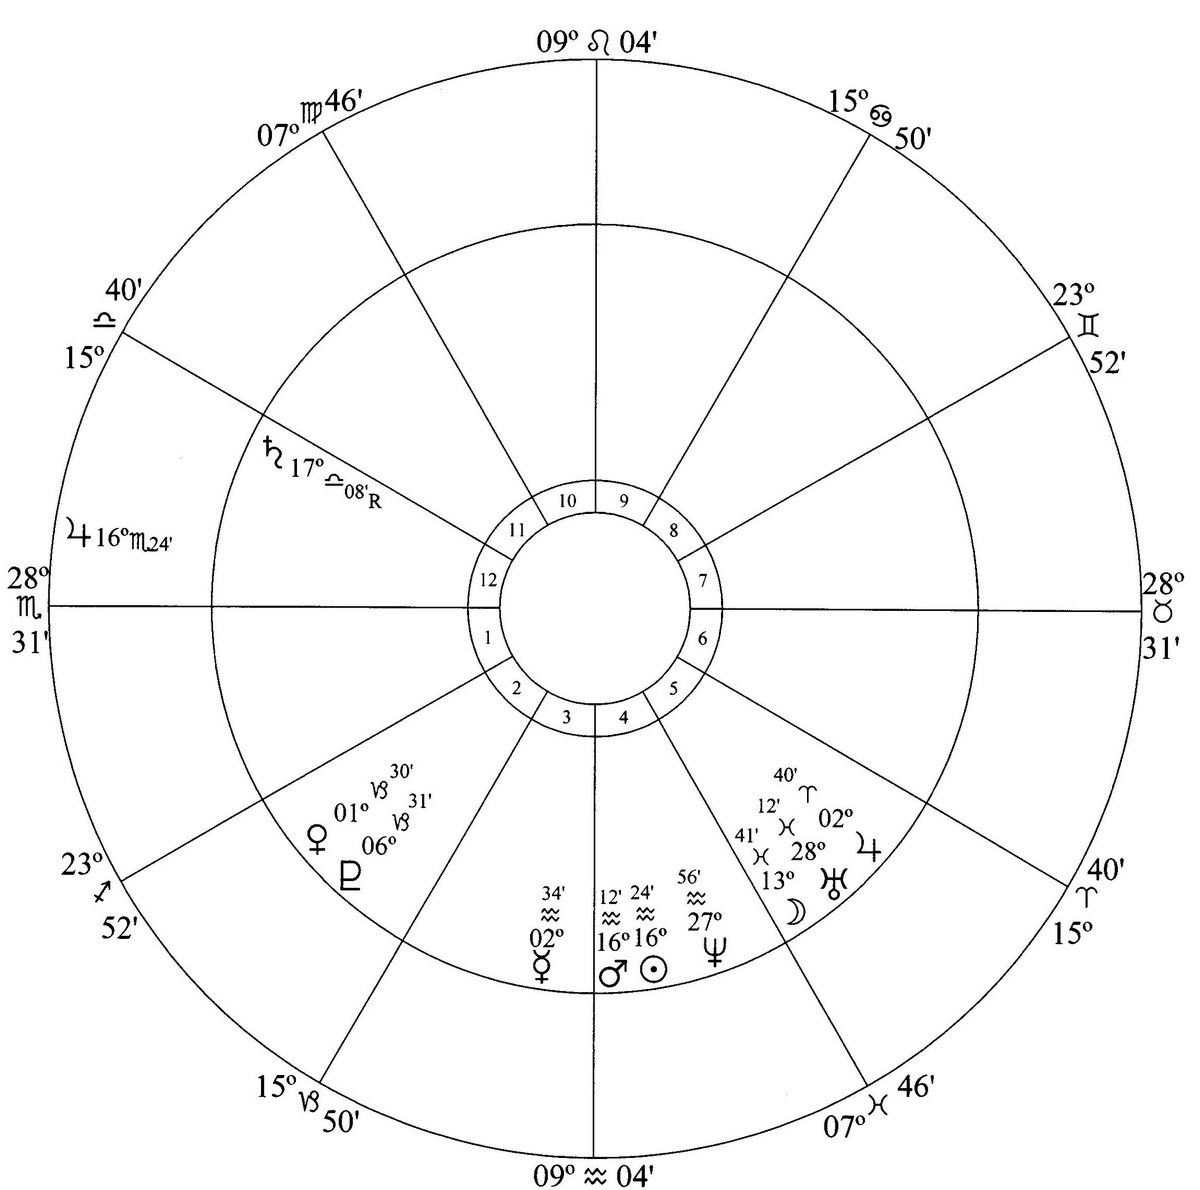 09º ♌ 04'
07º ♍ 46'
15º ♋ 50'
15º ♎ 40'
23º ♊ 52'
♄ 17º ♎ 08' R
♃ 16º ♏ 24'
28º ♏ 31'
28º ♉ 31'
10
9
11
8
12
7
1
6
2
5
3
4
♀ 01º ♑ 30'
♇ 06º ♑ 31'
☿ 02º ♒ 34'
♂ 16º ♒ 12'
☉ 16º ♒ 24'
♆ 27º ♒ 56'
☽ 13º ♓ 41'
♅ 28º ♓ 12'
♃ 02º ♈ 40'
23º ♐ 52'
15º ♈ 40'
15º ♑ 50'
07º ♓ 46'
09º ♒ 04'